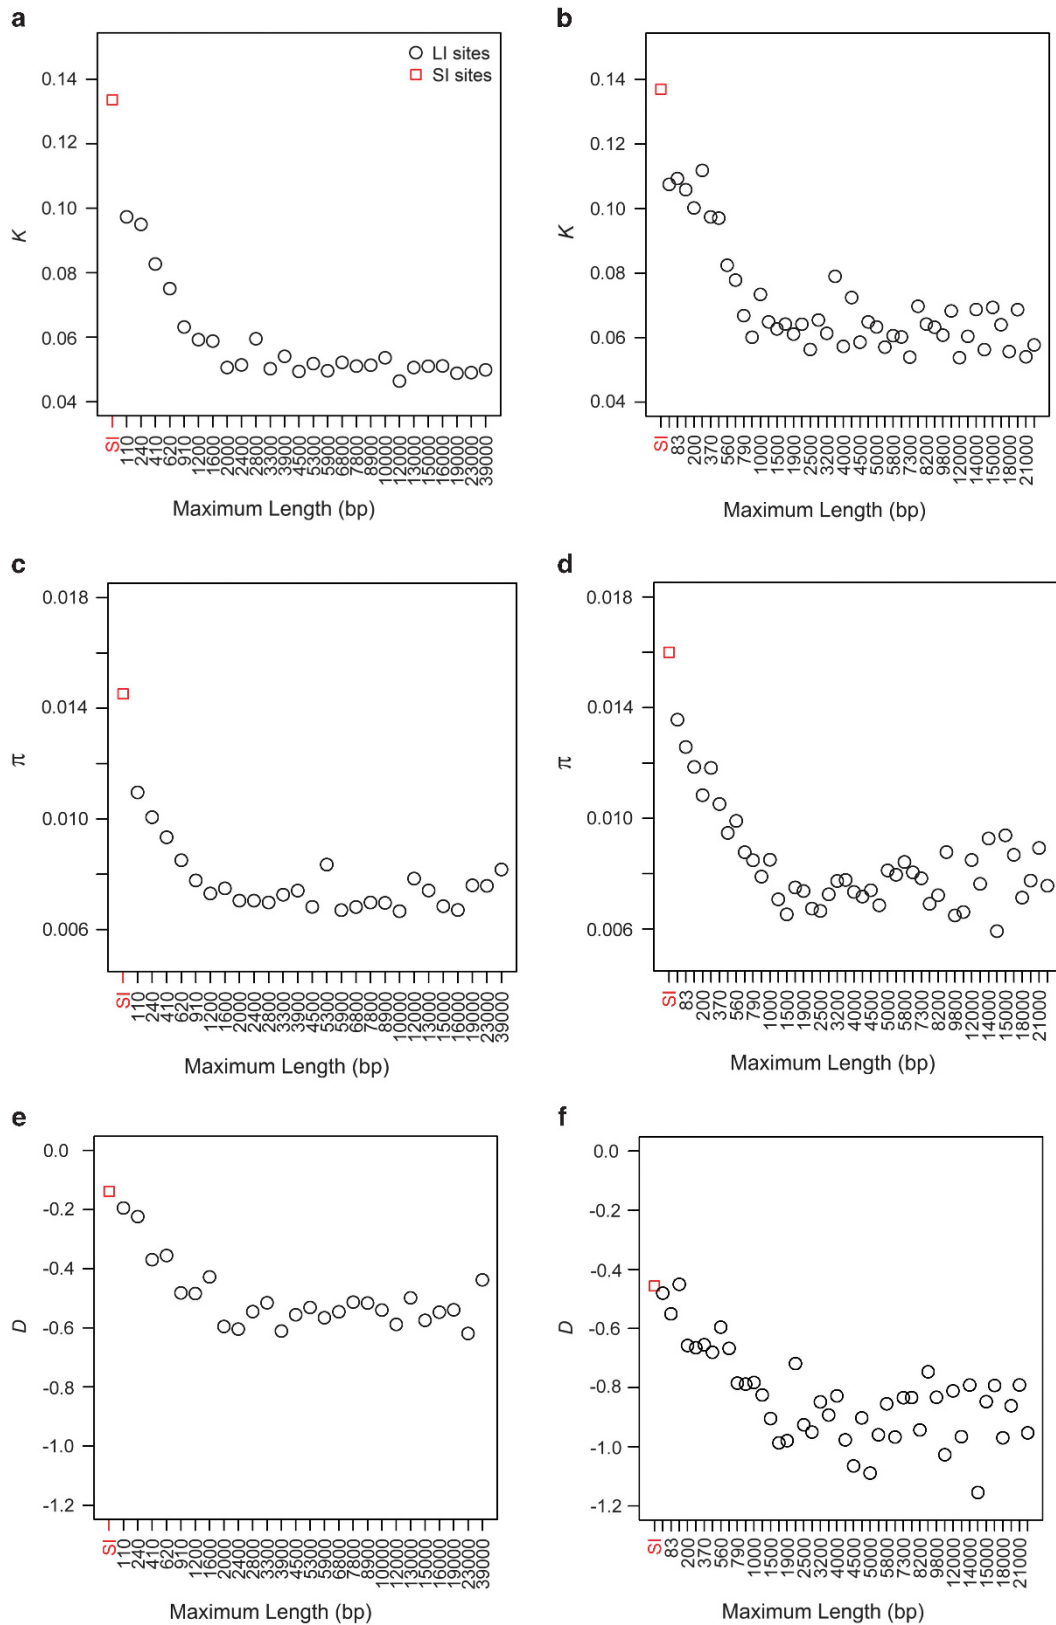 a
LI sites
SI sites
0.14
0.12
0.10
0.08
0.06
0.04
K
SI 110 240 410 620 910 1200 1600 2000 2400 2800 3300 3900 4500 5300 5900 6800 7800 8900 10000 12000 13000 15000 16000 19000 23000 39000
Maximum Length (bp)
b
0.14
0.12
0.10
0.08
0.06
0.04
K
SI 83 200 370 560 790 1000 1500 1900 2500 3200 4000 4500 5000 5800 7300 8200 9800 12000 14000 15000 18000 21000
Maximum Length (bp)
c
0.018
0.014
0.010
0.006
π
SI 110 240 410 620 910 1200 1600 2000 2400 2800 3300 3900 4500 5300 5900 6800 7800 8900 10000 12000 13000 15000 16000 19000 23000 39000
Maximum Length (bp)
d
0.018
0.014
0.010
0.006
π
SI 83 200 370 560 790 1000 1500 1900 2500 3200 4000 4500 5000 5800 7300 8200 9800 12000 14000 15000 18000 21000
Maximum Length (bp)
e
0.0
-0.2
-0.4
-0.6
-0.8
-1.0
-1.2
D
SI 110 240 410 620 910 1200 1600 2000 2400 2800 3300 3900 4500 5300 5900 6800 7800 8900 10000 12000 13000 15000 16000 19000 23000 39000
Maximum Length (bp)
f
0.0
-0.2
-0.4
-0.6
-0.8
-1.0
-1.2
D
SI 83 200 370 560 790 1000 1500 1900 2500 3200 4000 4500 5000 5800 7300 8200 9800 12000 14000 15000 18000 21000
Maximum Length (bp)